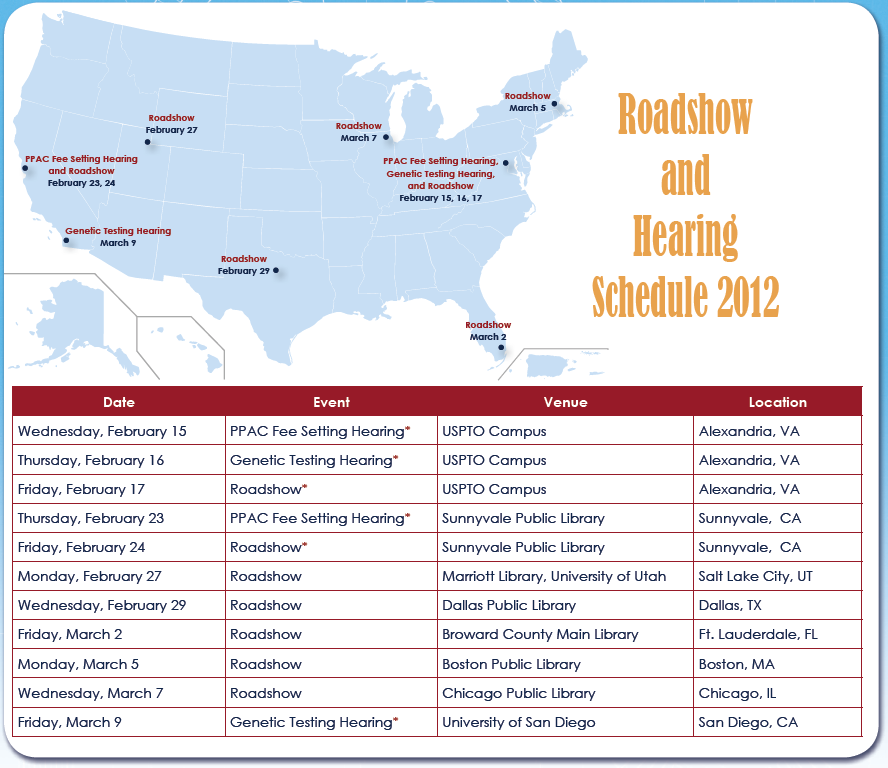 Roadshow
and
Hearing
Schedule 2012
Roadshow
February 27
PPAC Fee Setting Hearing
and Roadshow
February 23, 24
Genetic Testing Hearing
March 9
Roadshow
February 29
Roadshow
March 7
Roadshow
March 5
PPAC Fee Setting Hearing,
Genetic Testing Hearing,
and Roadshow
February 15, 16, 17
Roadshow
March 2
Date Event Venue Location
Wednesday, February 15 PPAC Fee Setting Hearing* USPTO Campus Alexandria, VA
Thursday, February 16 Genetic Testing Hearing* USPTO Campus Alexandria, VA
Friday, February 17 Roadshow* USPTO Campus Alexandria, VA
Thursday, February 23 PPAC Fee Setting Hearing* Sunnyvale Public Library Sunnyvale, CA
Friday, February 24 Roadshow* Sunnyvale Public Library Sunnyvale, CA
Monday, February 27 Roadshow Marriott Library, University of Utah Salt Lake City, UT
Wednesday, February 29 Roadshow Dallas Public Library Dallas, TX
Friday, March 2 Roadshow Broward County Main Library Ft. Lauderdale, FL
Monday, March 5 Roadshow Boston Public Library Boston, MA
Wednesday, March 7 Roadshow Chicago Public Library Chicago, IL
Friday, March 9 Genetic Testing Hearing* University of San Diego San Diego, CA